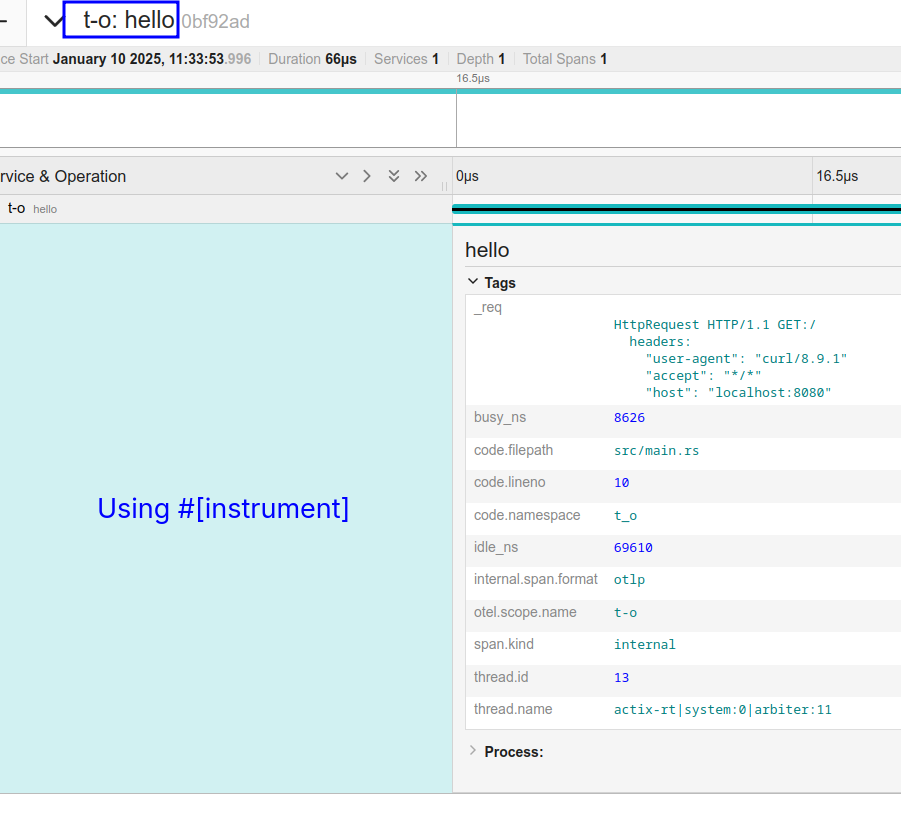 t-o: hello 0bf92ad
ce Start January 10 2025, 11:33:53.996 Duration 66μs Services 1 Depth 1 Total Spans 1
16.5μs
rvice & Operation 0μs 16.5μs
t-o hello
hello
Tags
_req
HttpRequest HTTP/1.1 GET:/
headers:
"user-agent": "curl/8.9.1"
"accept": "*/*"
"host": "localhost:8080"
busy_ns 8626
code.filepath src/main.rs
code.lineno 10
Using #[instrument]
code.namespace t_o
idle_ns 69610
internal.span.format otlp
otel.scope.name t-o
span.kind internal
thread.id 13
thread.name actix-rt|system:0|arbiter:11
Process: